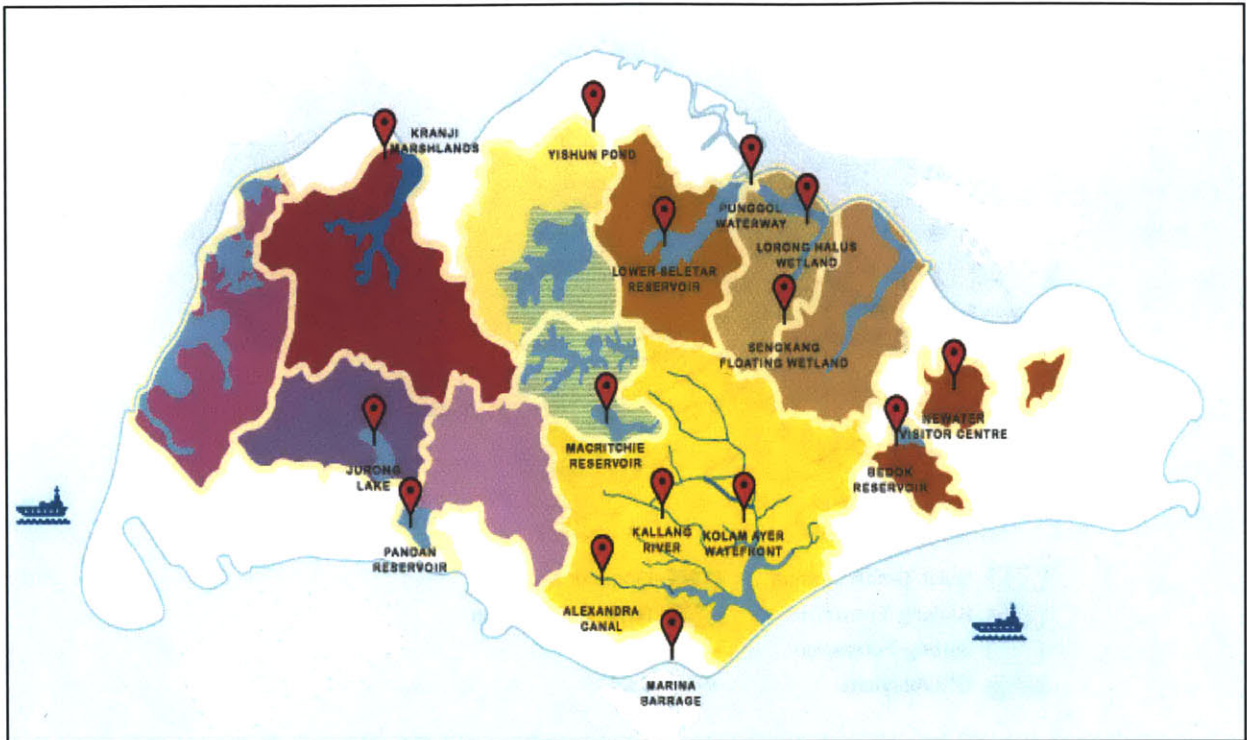 KRANJI
MARSHLANDS
YISHUN POND
PUNGGOL
WATERWAY
LORONG HALUS
WETLAND
LOWER SELETAR
RESERVOIR
SENGKANG
FLOATING WETLAND
NEWATER
VISITOR CENTRE
MACRITCHIE
RESERVOIR
BEDOK
RESERVOIR
JURONG
LAKE
KALLANG
RIVER
KOLAM AYER
WATEFRONT
PANDAN
RESERVOIR
ALEXANDRA
CANAL
MARINA
BARRAGE